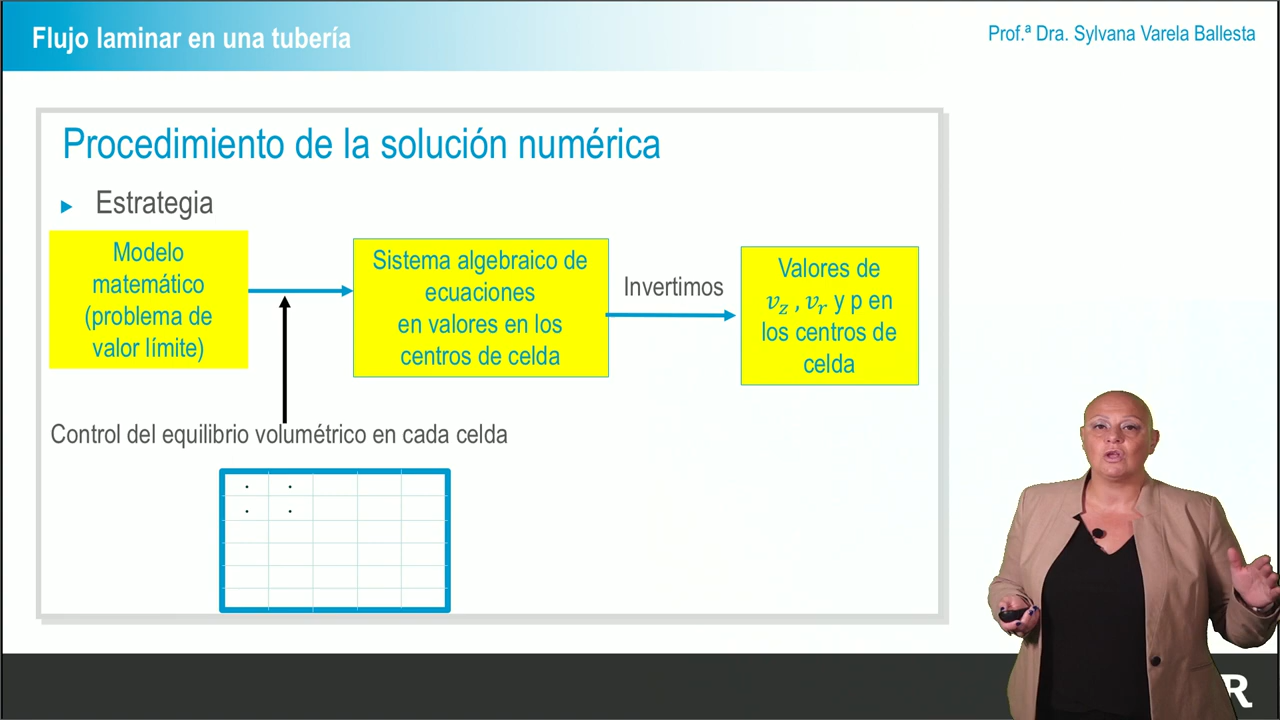 Flujo laminar en una tubería
Prof.ª Dra. Sylvana Varela Ballesta
Procedimiento de la solución numérica
Estrategia
Modelo
matemático
(problema de
valor límite)
Sistema algebraico de
ecuaciones
en valores en los
centros de celda
Invertimos
Valores de
𝑣𝑧 , 𝑣𝑟 y p en
los centros de
celda
Control del equilibrio volumétrico en cada celda
R